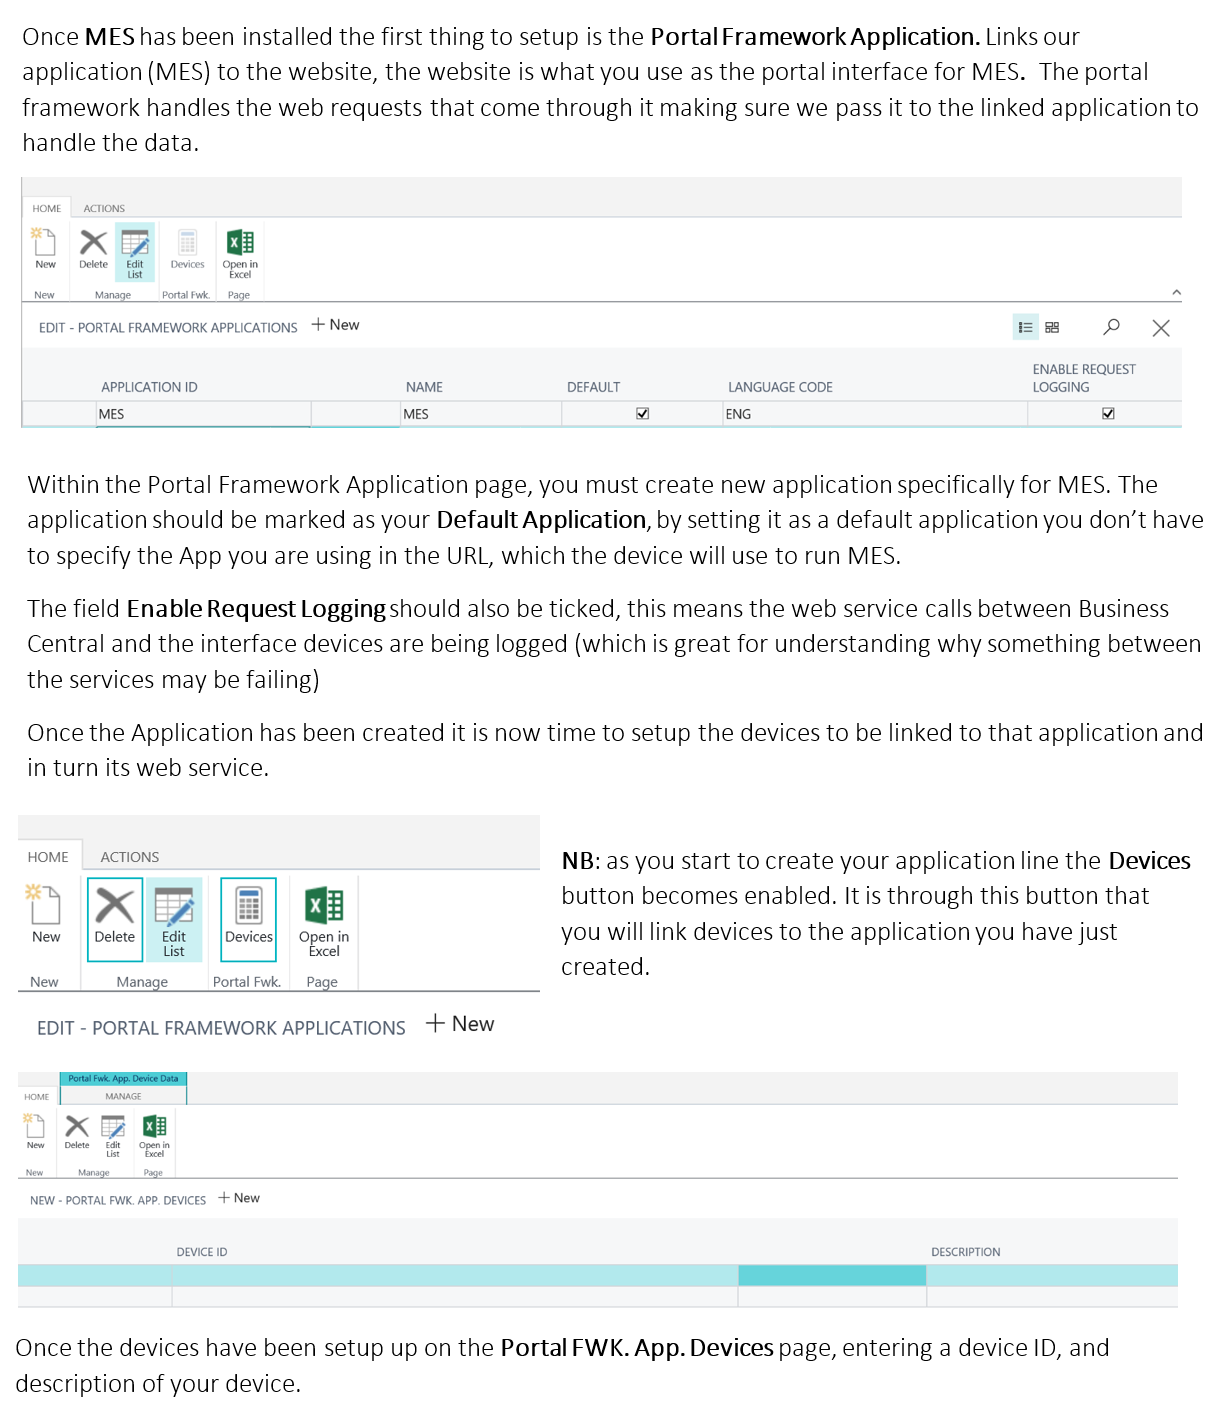 Once MES has been installed the first thing to setup is the Portal Framework Application. Links our
application (MES) to the website, the website is what you use as the portal interface for MES. The portal
framework handles the web requests that come through it making sure we pass it to the linked application to
handle the data.
HOME ACTIONS
New Delete Edit List Devices Open in Excel
New Manage Portal Fwk. Page
EDIT - PORTAL FRAMEWORK APPLICATIONS + New
APPLICATION ID NAME DEFAULT LANGUAGE CODE ENABLE REQUEST LOGGING
MES MES ENG
Within the Portal Framework Application page, you must create new application specifically for MES. The
application should be marked as your Default Application, by setting it as a default application you don't have
to specify the App you are using in the URL, which the device will use to run MES.
The field Enable Request Logging should also be ticked, this means the web service calls between Business
Central and the interface devices are being logged (which is great for understanding why something between
the services may be failing)
Once the Application has been created it is now time to setup the devices to be linked to that application and
in turn its web service.
HOME ACTIONS
New Delete Edit List Devices Open in Excel
New Manage Portal Fwk. Page
EDIT - PORTAL FRAMEWORK APPLICATIONS + New
NB: as you start to create your application line the Devices
button becomes enabled. It is through this button that
you will link devices to the application you have just
created.
Portal Fwk. App. Device Data
HOME MANAGE
New Delete Edit List Open in Excel
New Manage Page
NEW - PORTAL FWK. APP. DEVICES + New
DEVICE ID DESCRIPTION
Once the devices have been setup up on the Portal FWK. App. Devices page, entering a device ID, and
description of your device.